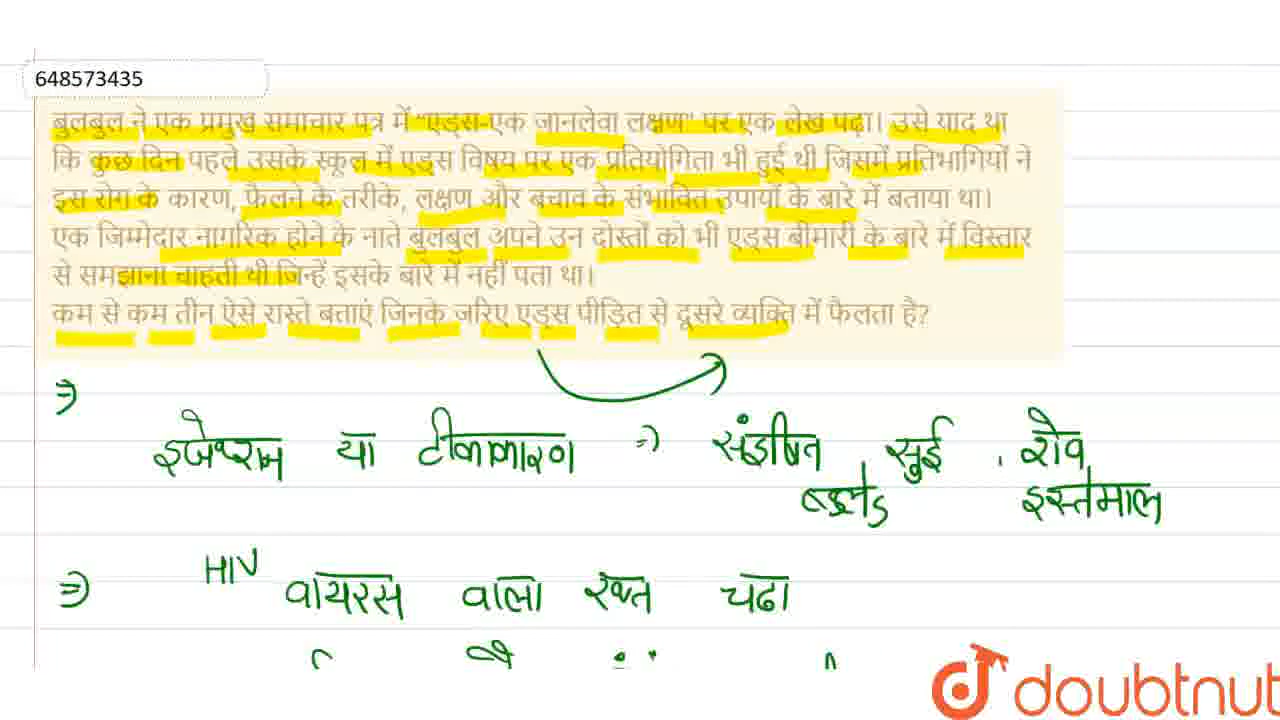 648573435
बुलबुल ने एक प्रमुख समाचार पत्र में "एड्स-एक जानलेवा लक्षण" पर एक लेख पढ़ा। उसे याद था
कि कुछ दिन पहले उसके स्कूल में एड्स विषय पर एक प्रतियोगिता भी हुई थी जिसमें प्रतिभागियों ने
इस रोग के कारण, फैलने के तरीके, लक्षण और बचाव के संभावित उपायों के बारे में बताया था।
एक जिम्मेदार नागरिक होने के नाते बुलबुल अपने उन दोस्तों को भी एड्स बीमारी के बारे में विस्तार
से समझाना चाहती थी जिन्हें इसके बारे में नहीं पता था।
कम से कम तीन ऐसे रास्ते बताएं जिनके जरिए एड्स पीड़ित से दूसरे व्यक्ति में फैलता है?
⇒ या टीकाकारण ⇒ सुई, शेव
इस्तेमाल
⇒ HIV वायरस वाला रक्त चढा
doubtnut